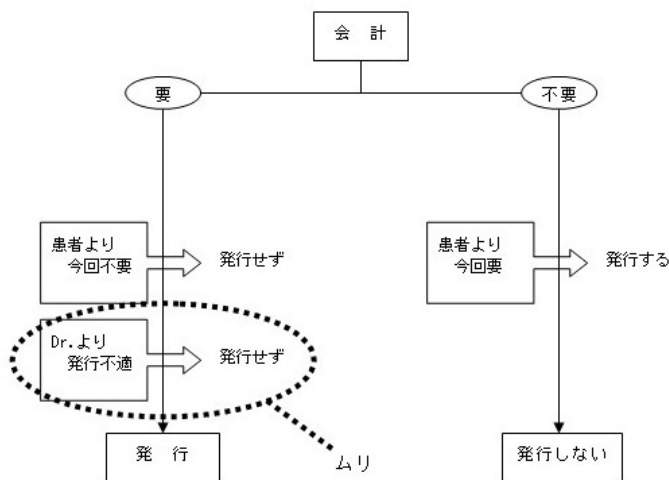 会 計
要
不要
患者より
今回不要
発行せず
患者より
今回要
発行する
Dr.より
発行不適
発行せず
発 行
ムリ
発行しない